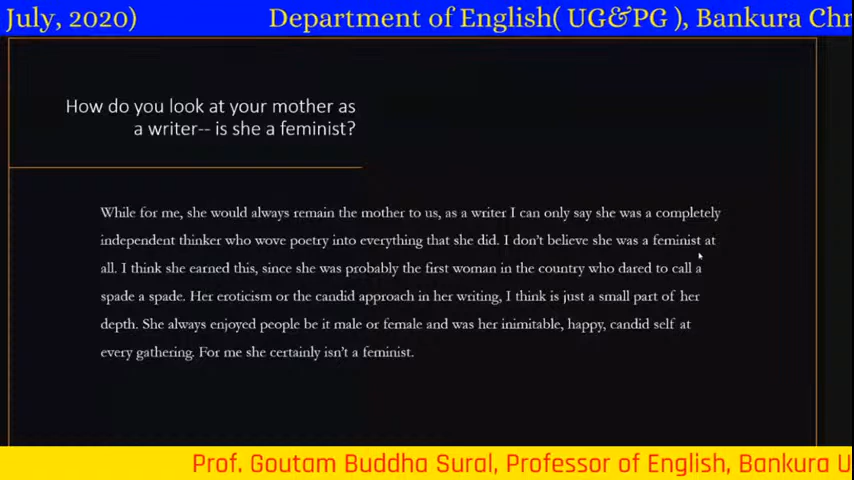 July, 2020) Department of English( UG&PG ), Bankura Chr
How do you look at your mother as
a writer-- is she a feminist?
While for me, she would always remain the mother to us, as a writer I can only say she was a completely
independent thinker who wove poetry into everything that she did. I don't believe she was a feminist at
all. I think she earned this, since she was probably the first woman in the country who dared to call a
spade a spade. Her eroticism or the candid approach in her writing, I think is just a small part of her
depth. She always enjoyed people be it male or female and was her inimitable, happy, candid self at
every gathering. For me she certainly isn't a feminist.
Prof. Goutam Buddha Sural, Professor of English, Bankura U